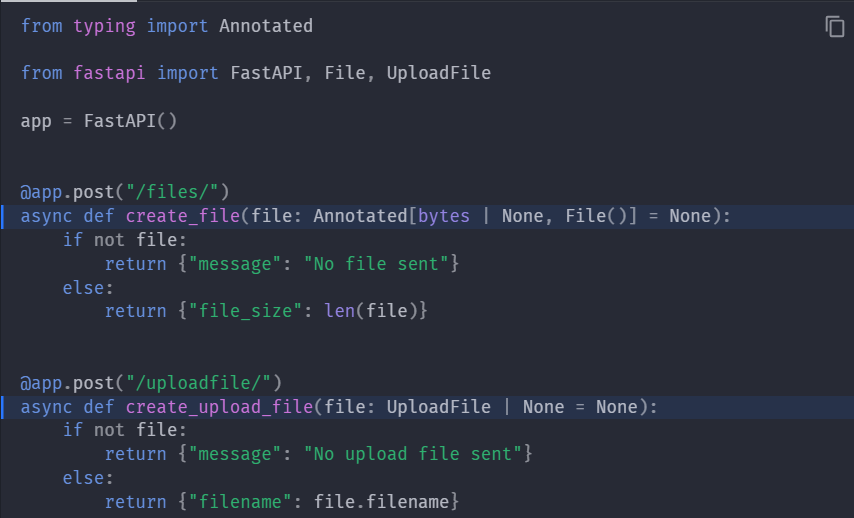 from typing import Annotated
from fastapi import FastAPI, File, UploadFile
app = FastAPI()
@app.post("/files/")
async def create_file(file: Annotated[bytes | None, File()] = None):
    if not file:
        return {"message": "No file sent"}
    else:
        return {"file_size": len(file)}
@app.post("/uploadfile/")
async def create_upload_file(file: UploadFile | None = None):
    if not file:
        return {"message": "No upload file sent"}
    else:
        return {"filename": file.filename}